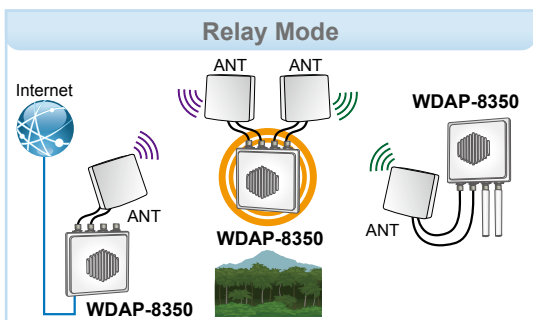 Relay Mode
ANT
ANT
Internet
WDAP-8350
ANT
ANT
WDAP-8350
WDAP-8350